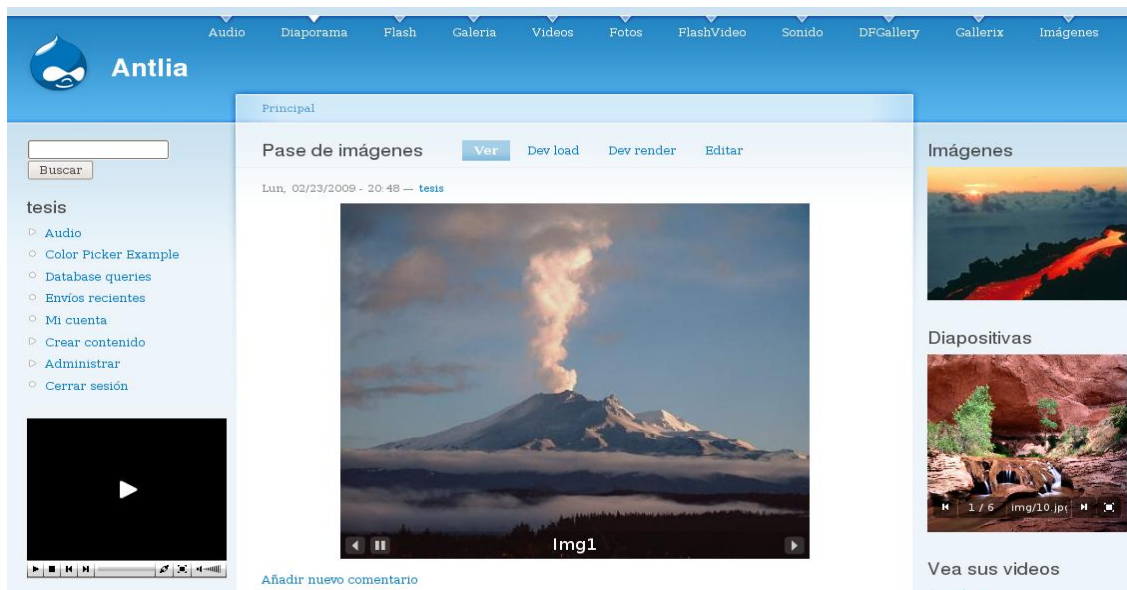 Audio Diaporama Flash Galeria Videos Fotos FlashVideo Sonido DFGallery Gallerix Imágenes
Antlia
Principal
Buscar
tesis
Audio
Color Picker Example
Database queries
Envíos recientes
Mi cuenta
Crear contenido
Administrar
Cerrar sesión
Pase de imágenes Ver Dev load Dev render Editar
Lun, 02/23/2009 - 20:48 — tesis
Img1
Añadir nuevo comentario
Imágenes
Diapositivas
1 / 6 img/10.jpg
Vea sus videos